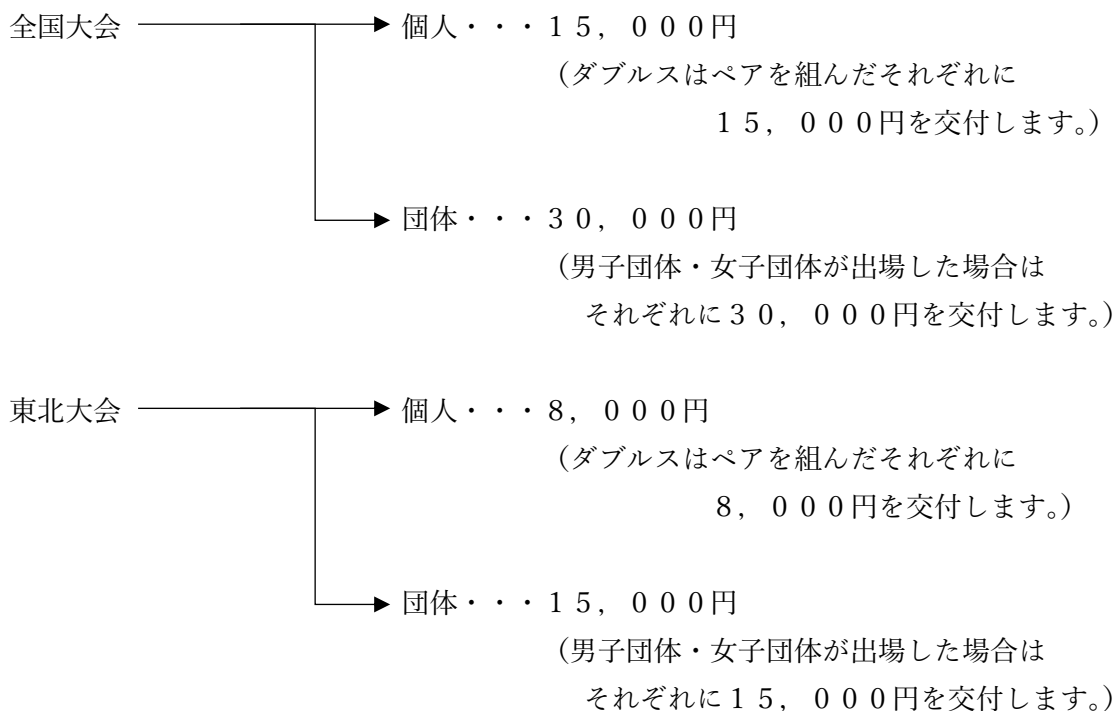 全国大会 個人・・・１５，０００円
（ダブルスはペアを組んだそれぞれに
１５，０００円を交付します。）
団体・・・３０，０００円
（男子団体・女子団体が出場した場合は
それぞれに３０，０００円を交付します。）
東北大会 個人・・・８，０００円
（ダブルスはペアを組んだそれぞれに
８，０００円を交付します。）
団体・・・１５，０００円
（男子団体・女子団体が出場した場合は
それぞれに１５，０００円を交付します。）